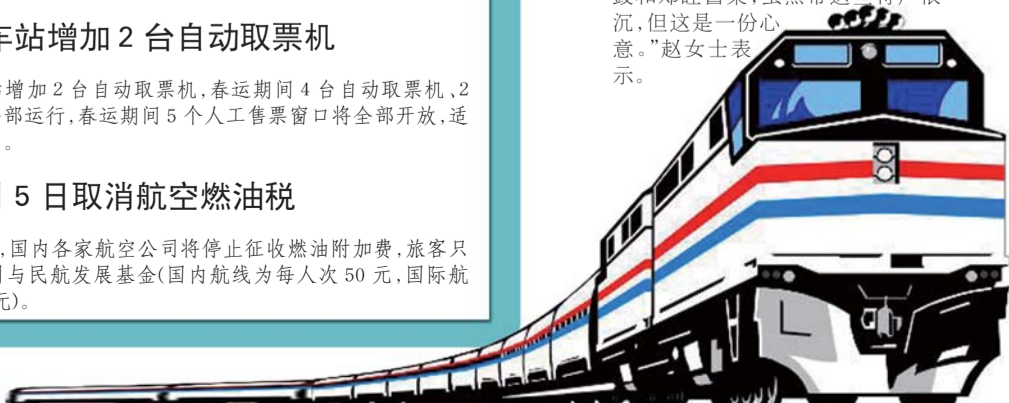 车站增加 2 台自动取票机
增加 2 台自动取票机,春运期间 4 台自动取票机、2
部运行,春运期间 5 个人工售票窗口将全部开放,适
。
5 日取消航空燃油税
,国内各家航空公司将停止征收燃油附加费,旅客只
与民航发展基金(国内航线为每人次 50 元,国际航
元)。
沉,但这是一份心
意。”赵女士表
示。